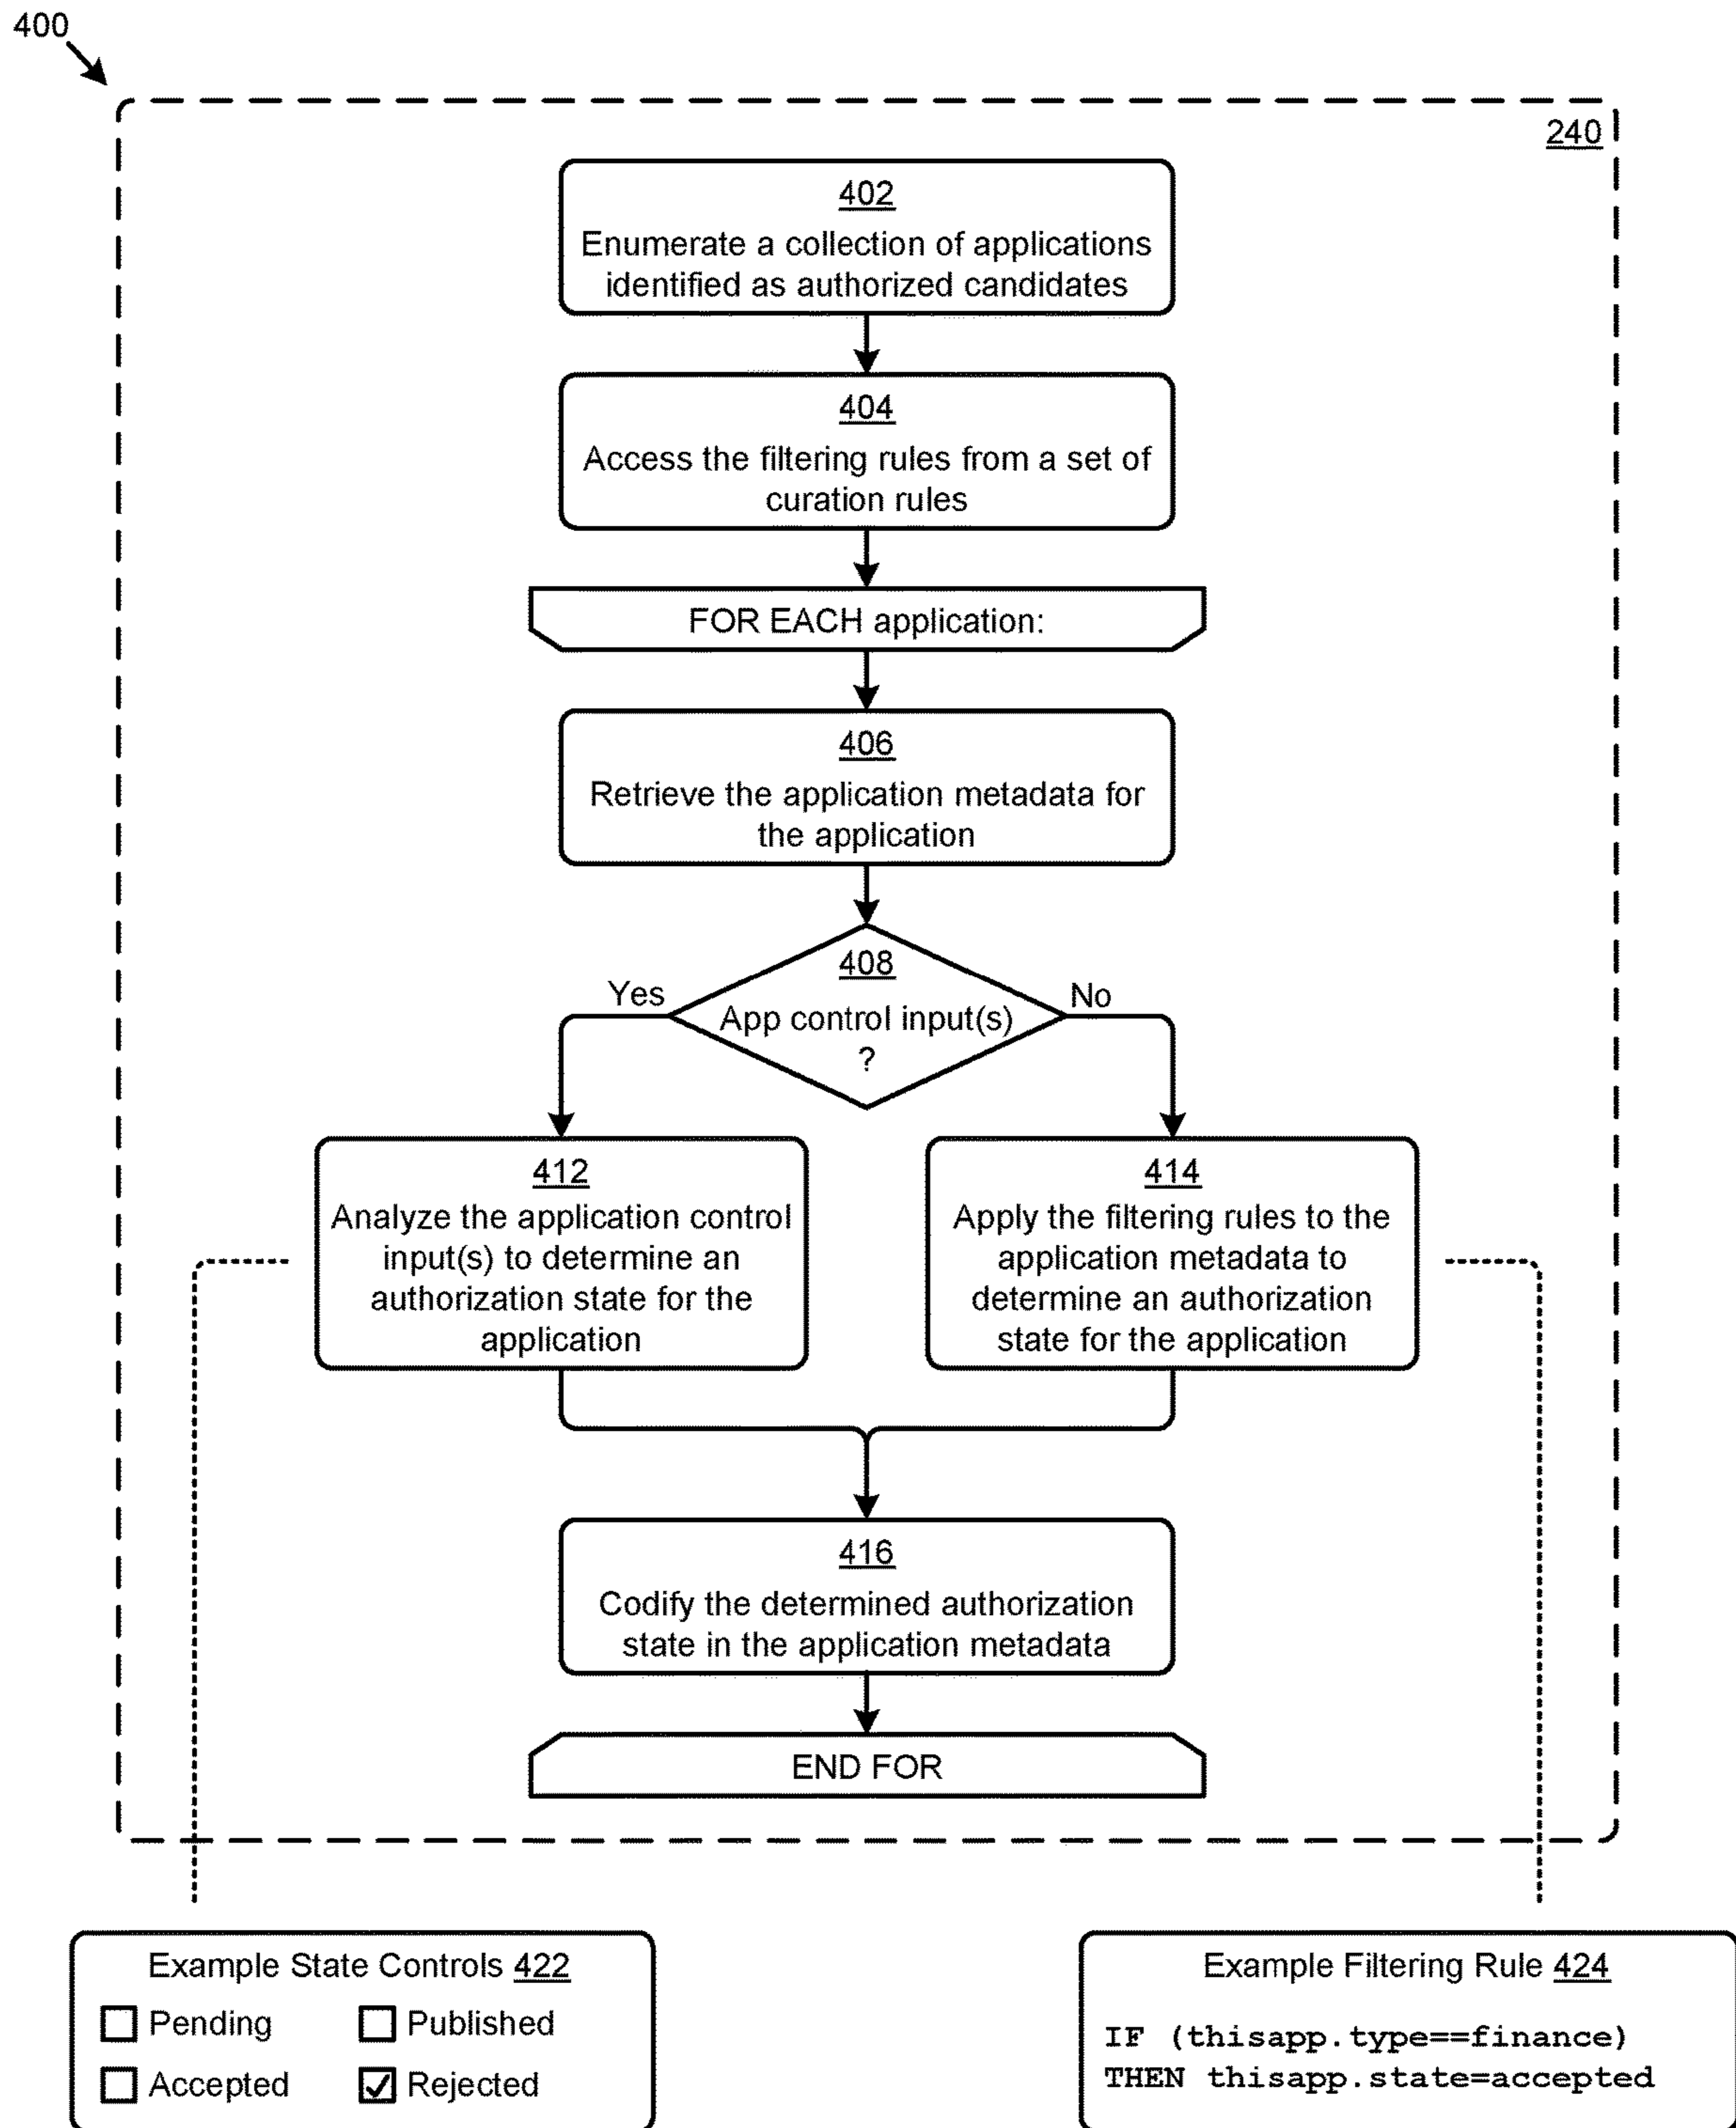 400
240
402
Enumerate a collection of applications
identified as authorized candidates
404
Access the filtering rules from a set of
curation rules
FOR EACH application:
406
Retrieve the application metadata for
the application
408
App control input(s)
?
Yes
No
412
Analyze the application control
input(s) to determine an
authorization state for the
application
414
Apply the filtering rules to the
application metadata to
determine an authorization
state for the application
416
Codify the determined authorization
state in the application metadata
END FOR
Example State Controls 422
Pending
Published
Accepted
Rejected
Example Filtering Rule 424
IF (thisapp.type==finance)
THEN thisapp.state=accepted